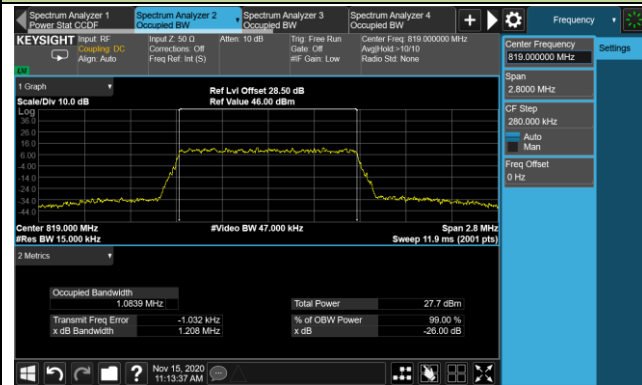 Spectrum Analyzer 1
Power Stat CCDF
Spectrum Analyzer 2
Occupied BW
Spectrum Analyzer 3
Occupied BW
Spectrum Analyzer 4
Occupied BW
Frequency
KEYSIGHT
Input: RF
Coupling: DC
Align: Auto
Input Z: 50 Ω
Corrections: Off
Freq Ref: Int (S)
Atten: 10 dB
Trig: Free Run
Gate: Off
#IF Gain: Low
Center Freq: 819.000000 MHz
Avg|Hold:>10/10
Radio Std: None
Center Frequency
819.000000 MHz
Settings
Span
2.8000 MHz
CF Step
280.000 kHz
Auto
Man
Freq Offset
0 Hz
1 Graph
Scale/Div 10.0 dB
Ref Lvl Offset 28.50 dB
Ref Value 46.00 dBm
Log
36.0
26.0
16.0
6.00
-4.00
-14.0
-24.0
-34.0
-44.0
Center 819.000 MHz
#Video BW 47.000 kHz
Span 2.8 MHz
#Res BW 15.000 kHz
Sweep 11.9 ms (2001 pts)
2 Metrics
Occupied Bandwidth
1.0839 MHz
Total Power 27.7 dBm
Transmit Freq Error -1.032 kHz
% of OBW Power 99.00 %
x dB Bandwidth 1.208 MHz
x dB -26.00 dB
?
Nov 15, 2020
11:13:37 AM